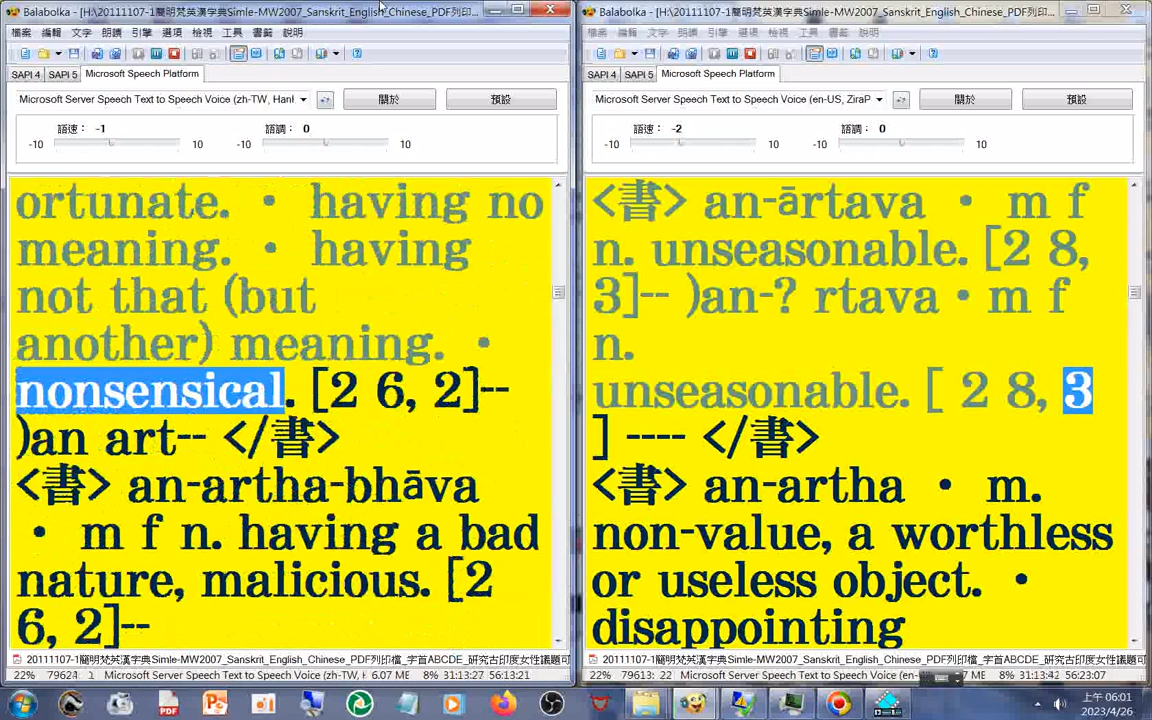 Balabolka - [H:\20111107-1簡明梵英漢字典Simle-MW2007_Sanskrit_English_Chinese_PDF列印...
檔案 編輯 文字 朗讀 引擎 選項 檢視 工具 書籤 說明
SAPI 4 SAPI 5 Microsoft Speech Platform
Microsoft Server Speech Text to Speech Voice (zh-TW, Hanl
關於 預設
語速： -1 語調： 0
-10 10 -10 10
ortunate. • having no
meaning. • having
not that (but
another) meaning. •
nonsensical. [2 6, 2]--
)an art-- </書>
<書> an-artha-bhāva
• m f n. having a bad
nature, malicious. [2
6, 2]--
20111107-1簡明梵英漢字典Simle-MW2007_Sanskrit_English_Chinese_PDF列印檔_字首ABCDE_研究古印度女性議題可
22% 79624: 1 Microsoft Server Speech Text to Speech Voice (zh-TW, H 6.07 ME 8% 31:13:27 56:13:21
Balabolka - [H:\20111107-1簡明梵英漢字典Simle-MW2007_Sanskrit_English_Chinese_PDF列印...
檔案 編輯 文字 朗讀 引擎 選項 檢視 工具 書籤 說明
SAPI 4 SAPI 5 Microsoft Speech Platform
Microsoft Server Speech Text to Speech Voice (en-US, ZiraP
關於 預設
語速： -2 語調： 0
-10 10 -10 10
<書> an-ārtava • m f
n. unseasonable. [2 8,
3]-- )an-? rtava • m f
n.
unseasonable. [ 2 8, 3
] ---- </書>
<書> an-artha • m.
non-value, a worthless
or useless object. •
disappointing
20111107-1簡明梵英漢字典Simle-MW2007_Sanskrit_English_Chinese_PDF列印檔_字首ABCDE_研究古印度女性議題可
22% 79613: 22 Microsoft Server Speech Text to Speech Voice (en-US, 8% 31:13:42 56:23:07
上午 06:01
2023/4/26